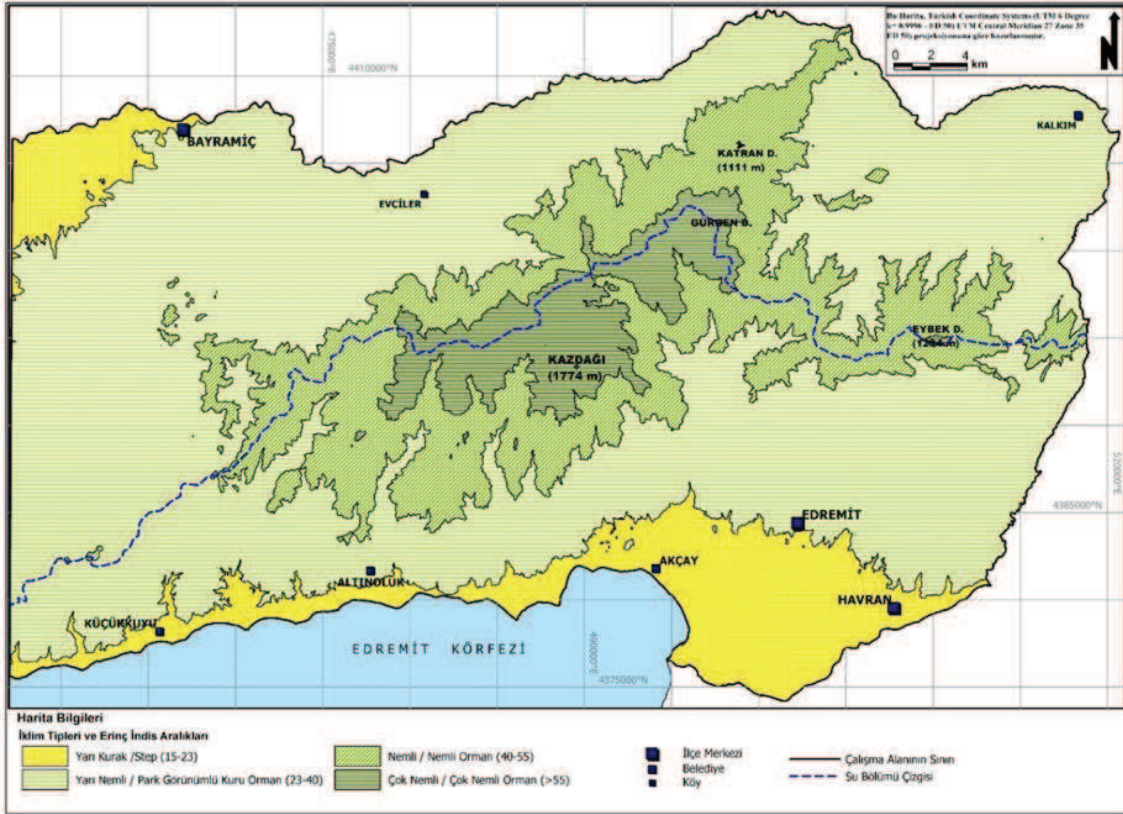 Bu Harita, Turkish Coordinate Systems (UTM 6 Degree
k= 0.9996 - ED 50) UTM Central Meridian 27 Zone 35
ED 50) projeksiyonuna göre hazırlanmıştır.
0 2 4
km
N
475000°E
4410000°N
KALKIM
BAYRAMİÇ
KATRAN D.
(1111 m)
EVCİLER
GÜRGEN D.
EYBEK D.
KAZDAĞI
(1774 m)
520000°E
4385000°N
EDREMİT
AKÇAY
ALTINOLUK
HAVRAN
KÜÇÜKKUYU
EDREMİT KÖRFEZİ
490000°E
4375000°N
Harita Bilgileri
İklim Tipleri ve Erinç İndis Aralıkları
Yarı Kurak /Step (15-23)
Yarı Nemli / Park Görünümlü Kuru Orman (23-40)
Nemli / Nemli Orman (40-55)
Çok Nemli / Çok Nemli Orman (>55)
İlçe Merkezi
Belediye
Köy
Çalışma Alanının Sınırı
Su Bölümü Çizgisi